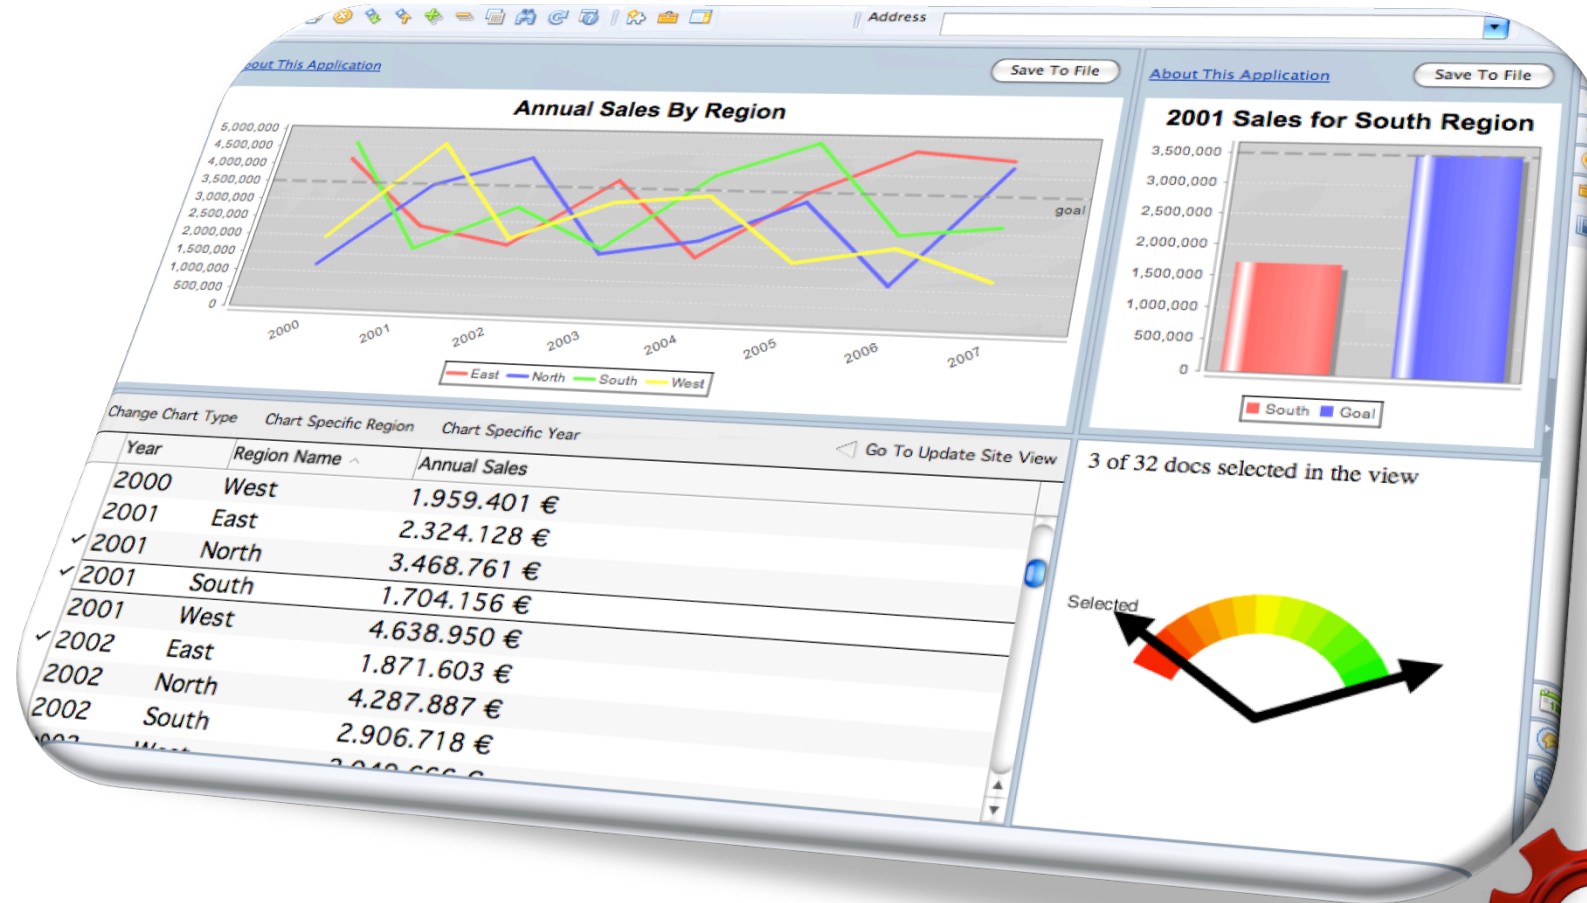 Address
About This Application
Save To File
About This Application
Save To File
Annual Sales By Region
5,000,000
4,500,000
4,000,000
3,500,000
3,000,000
2,500,000
2,000,000
1,500,000
1,000,000
500,000
0
goal
2000 2001 2002 2003 2004 2005 2006 2007
East North South West
2001 Sales for South Region
3,500,000
3,000,000
2,500,000
2,000,000
1,500,000
1,000,000
500,000
0
South Goal
Change Chart Type Chart Specific Region Chart Specific Year Go To Update Site View
Year Region Name Annual Sales
2000 West 1.959.401 €
2001 East 2.324.128 €
2001 North 3.468.761 €
2001 South 1.704.156 €
2001 West 4.638.950 €
2002 East 1.871.603 €
2002 North 4.287.887 €
2002 South 2.906.718 €
West
3 of 32 docs selected in the view
Selected